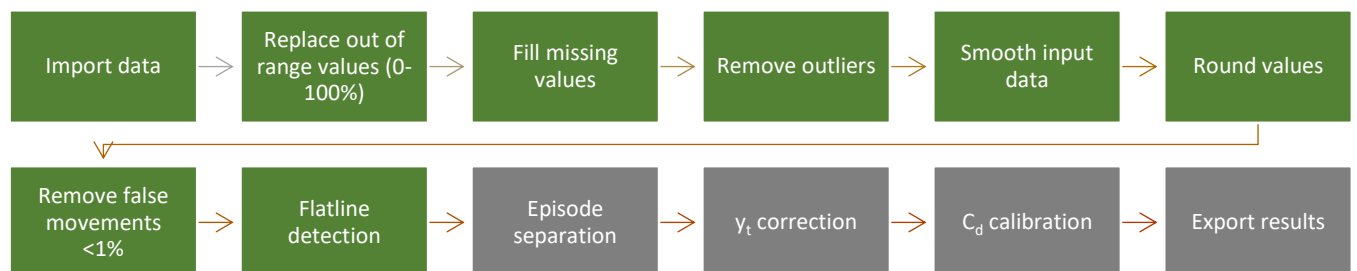 Import data
Replace out of
range values (0-
100%)
Fill missing
values
Remove outliers
Smooth input
data
Round values
Remove false
movements
<1%
Flatline
detection
Episode
separation
yₜ correction
C_d calibration
Export results